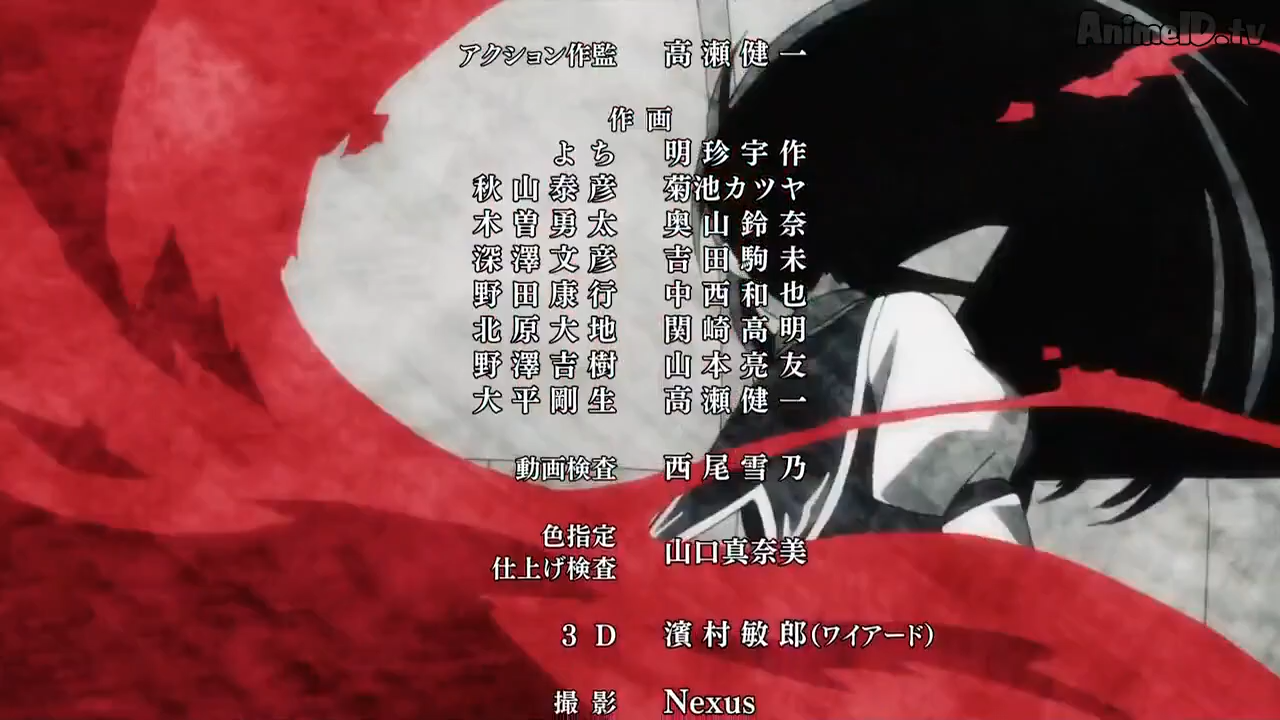 AnimeID.tv
アクション作監 高瀬健一
作画
よち 明珍宇作
秋山泰彦 菊池カツヤ
木曽勇太 奥山鈴奈
深澤文彦 吉田駒未
野田康行 中西和也
北原大地 関崎高明
野澤吉樹 山本亮友
大平剛生 高瀬健一
動画検査 西尾雪乃
色指定
仕上げ検査 山口真奈美
3D 濱村敏郎(ワイアード)
撮影 Nexus